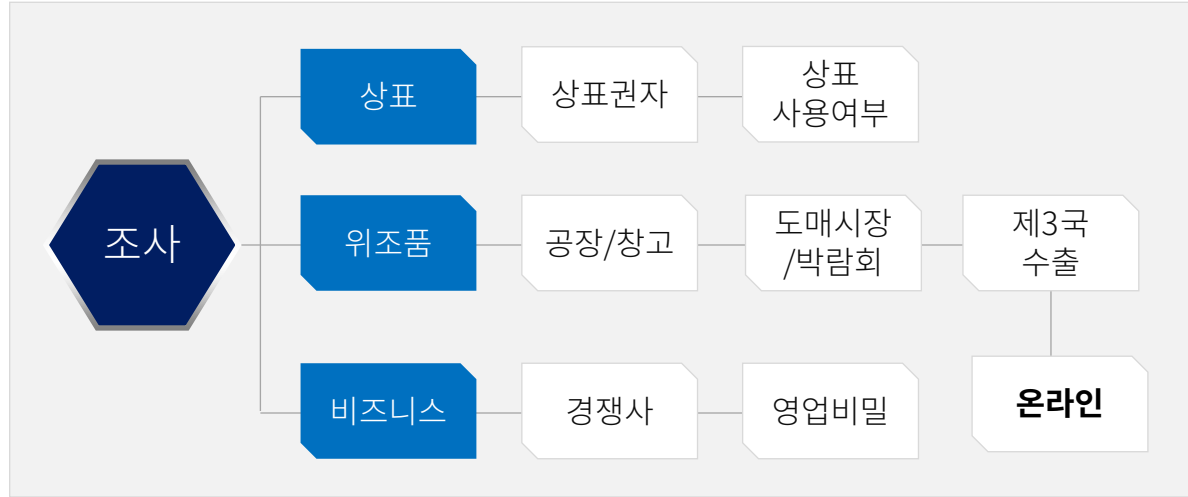 조사
상표
상표권자
상표
사용여부
위조품
공장/창고
도매시장
/박람회
제3국
수출
온라인
비즈니스
경쟁사
영업비밀